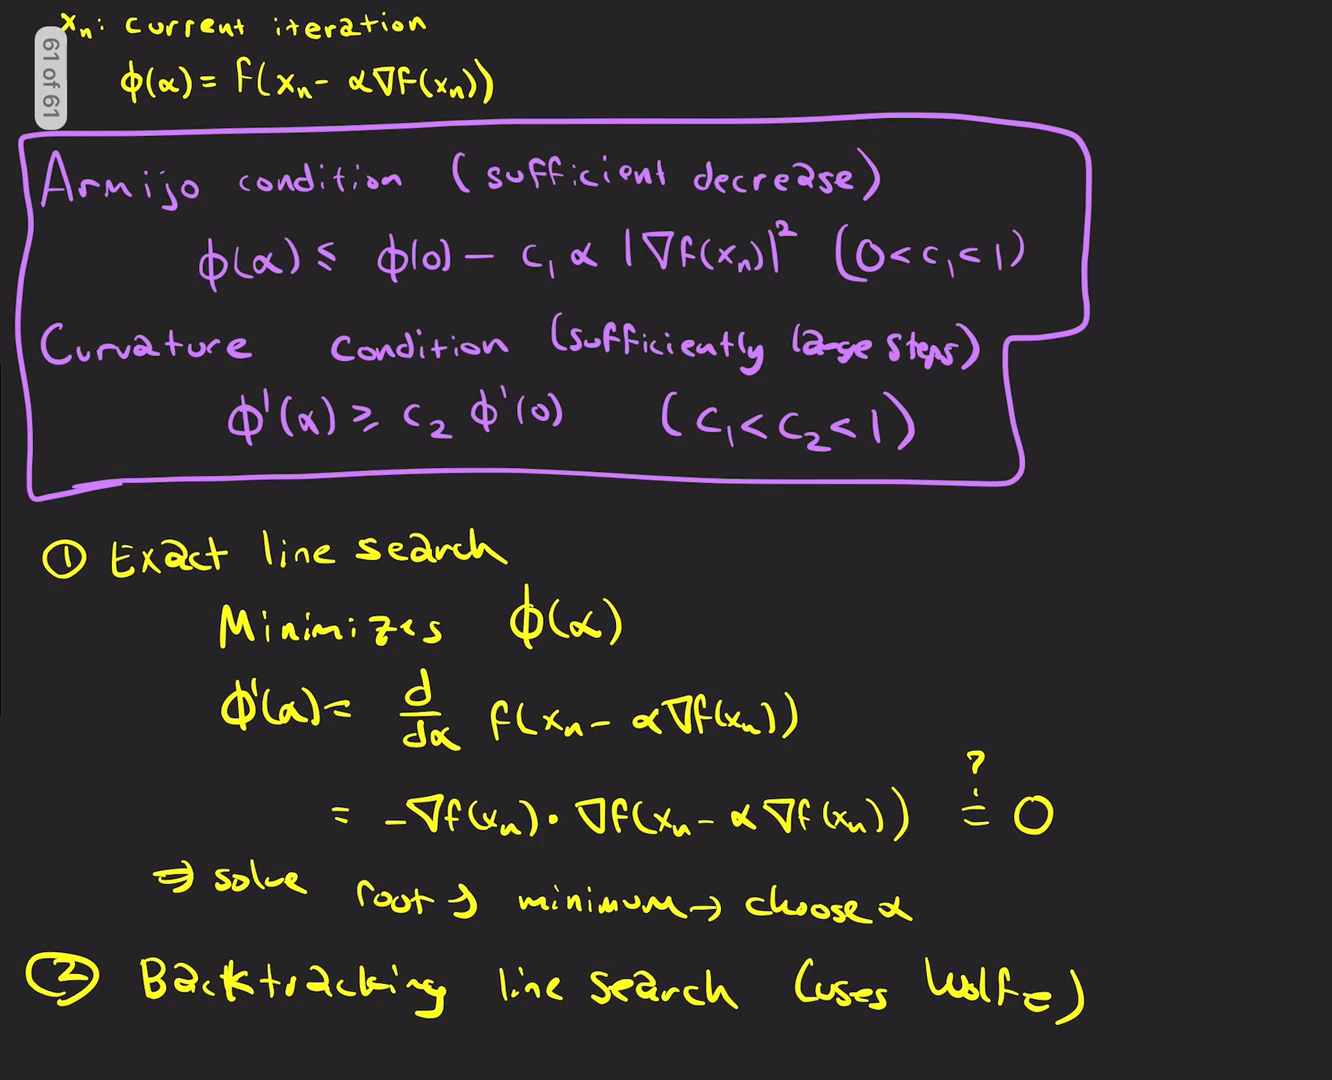 xₙ: current iteration
61 of 61
ϕ(α) = f(xₙ - α∇f(xₙ))
Armijo condition (sufficient decrease)
ϕ(α) ≤ ϕ(0) - c₁ α |∇f(xₙ)|² (0<c₁<1)
Curvature condition (sufficiently large steps)
ϕ'(α) ≥ c₂ ϕ'(0) (c₁<c₂<1)
① Exact line search
Minimizes ϕ(α)
ϕ'(α) = d/dα f(xₙ - α∇f(xₙ))
= -∇f(xₙ)·∇f(xₙ - α∇f(xₙ)) ≟ 0
⇒ solve root → minimum → choose α
② Backtracking line search (uses Wolfe)